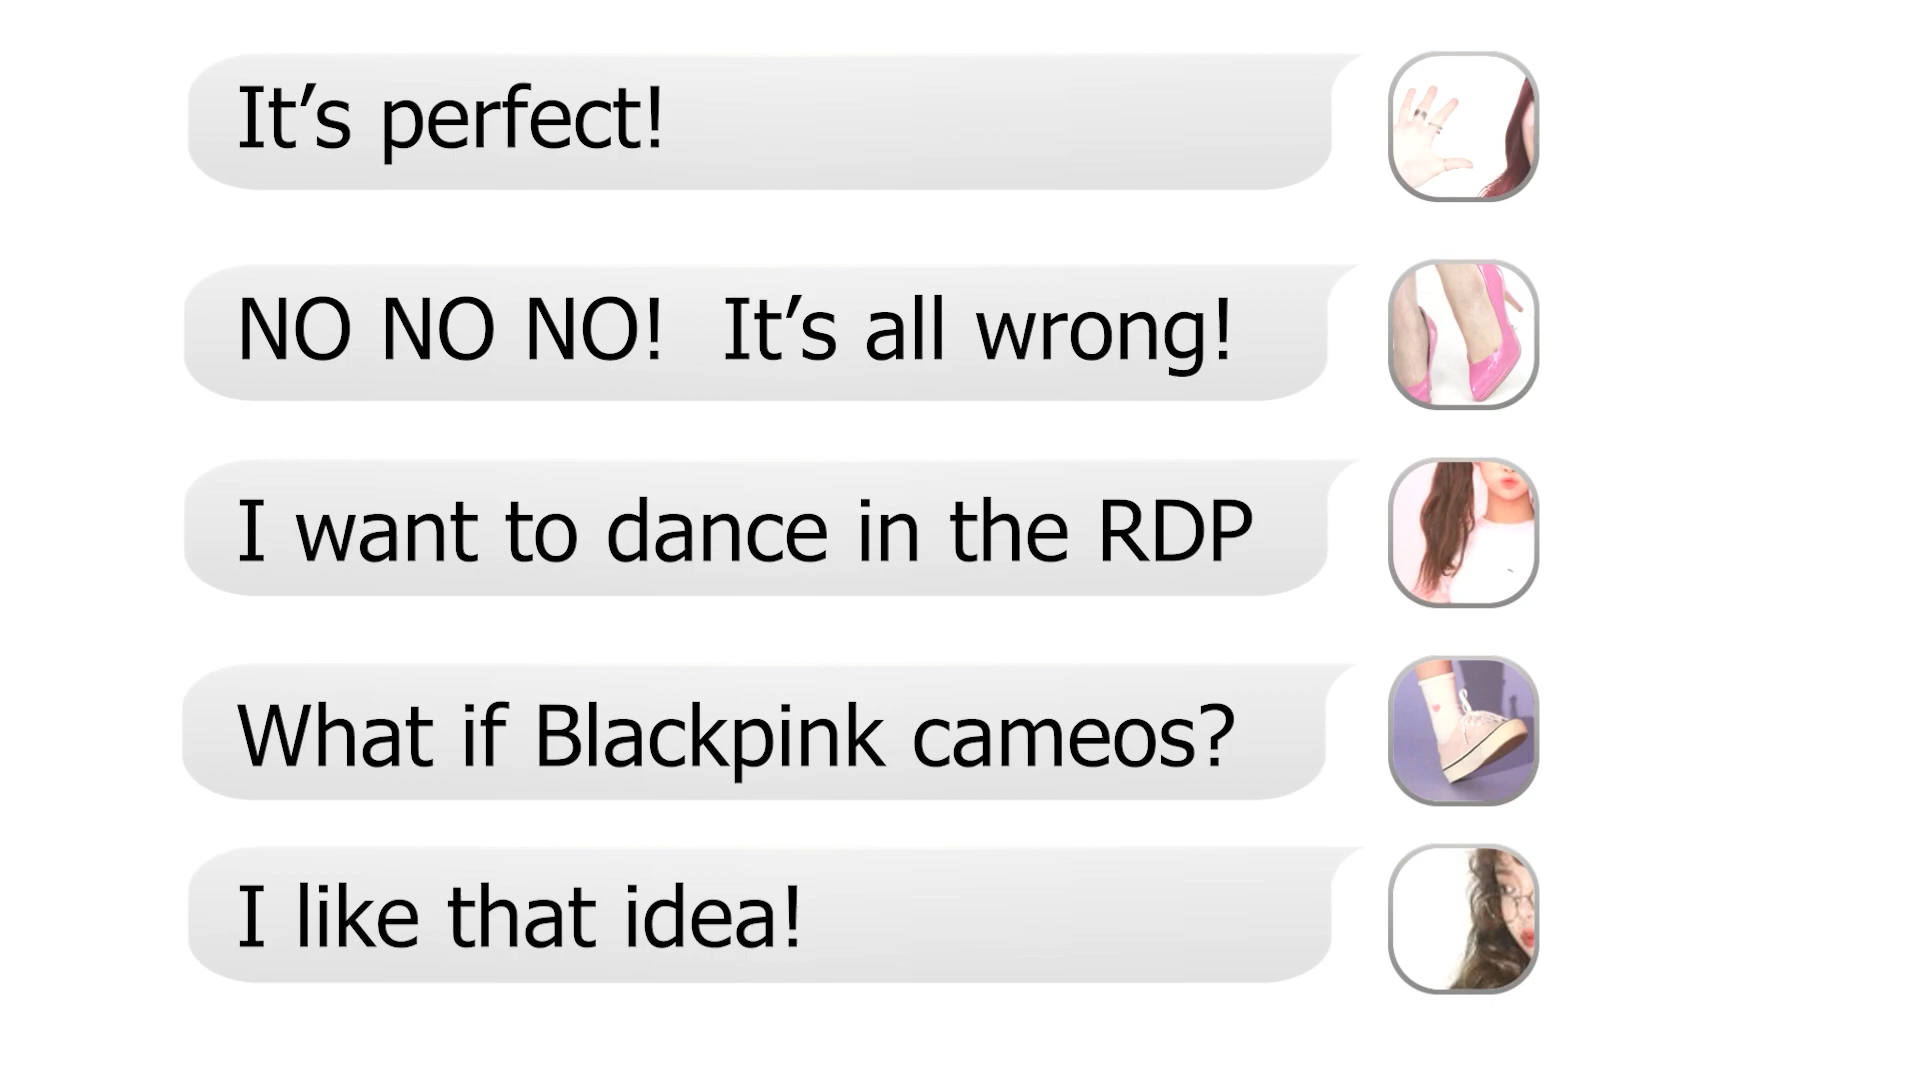 It’s perfect!
NO NO NO!  It’s all wrong!
I want to dance in the RDP
What if Blackpink cameos?
I like that idea!